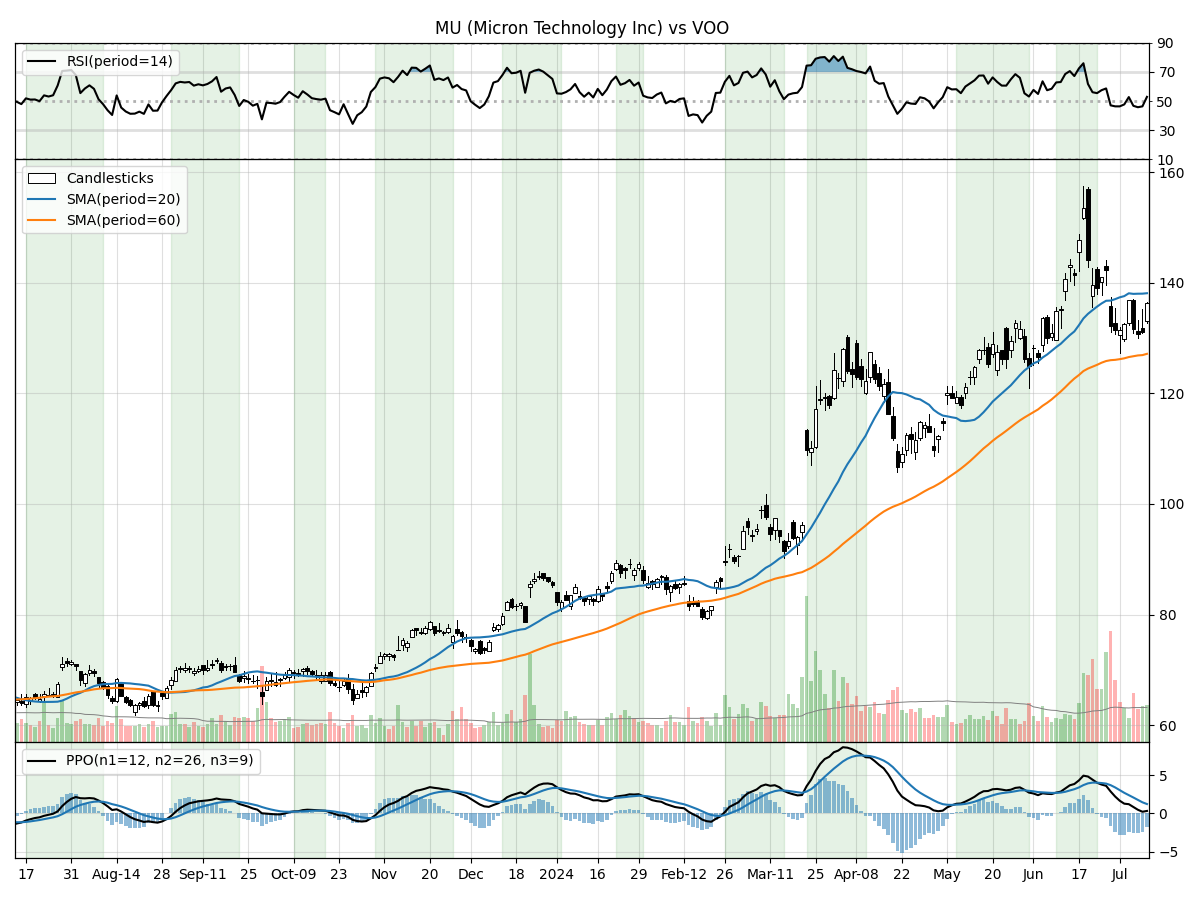 MU (Micron Technology Inc) vs VOO
RSI(period=14)
90
70
50
30
10
Candlesticks
SMA(period=20)
SMA(period=60)
160
140
120
100
80
60
PPO(n1=12, n2=26, n3=9)
5
0
−5
17 31 Aug-14 28 Sep-11 25 Oct-09 23 Nov 20 Dec 18 2024 16 29 Feb-12 26 Mar-11 25 Apr-08 22 May 20 Jun 17 Jul